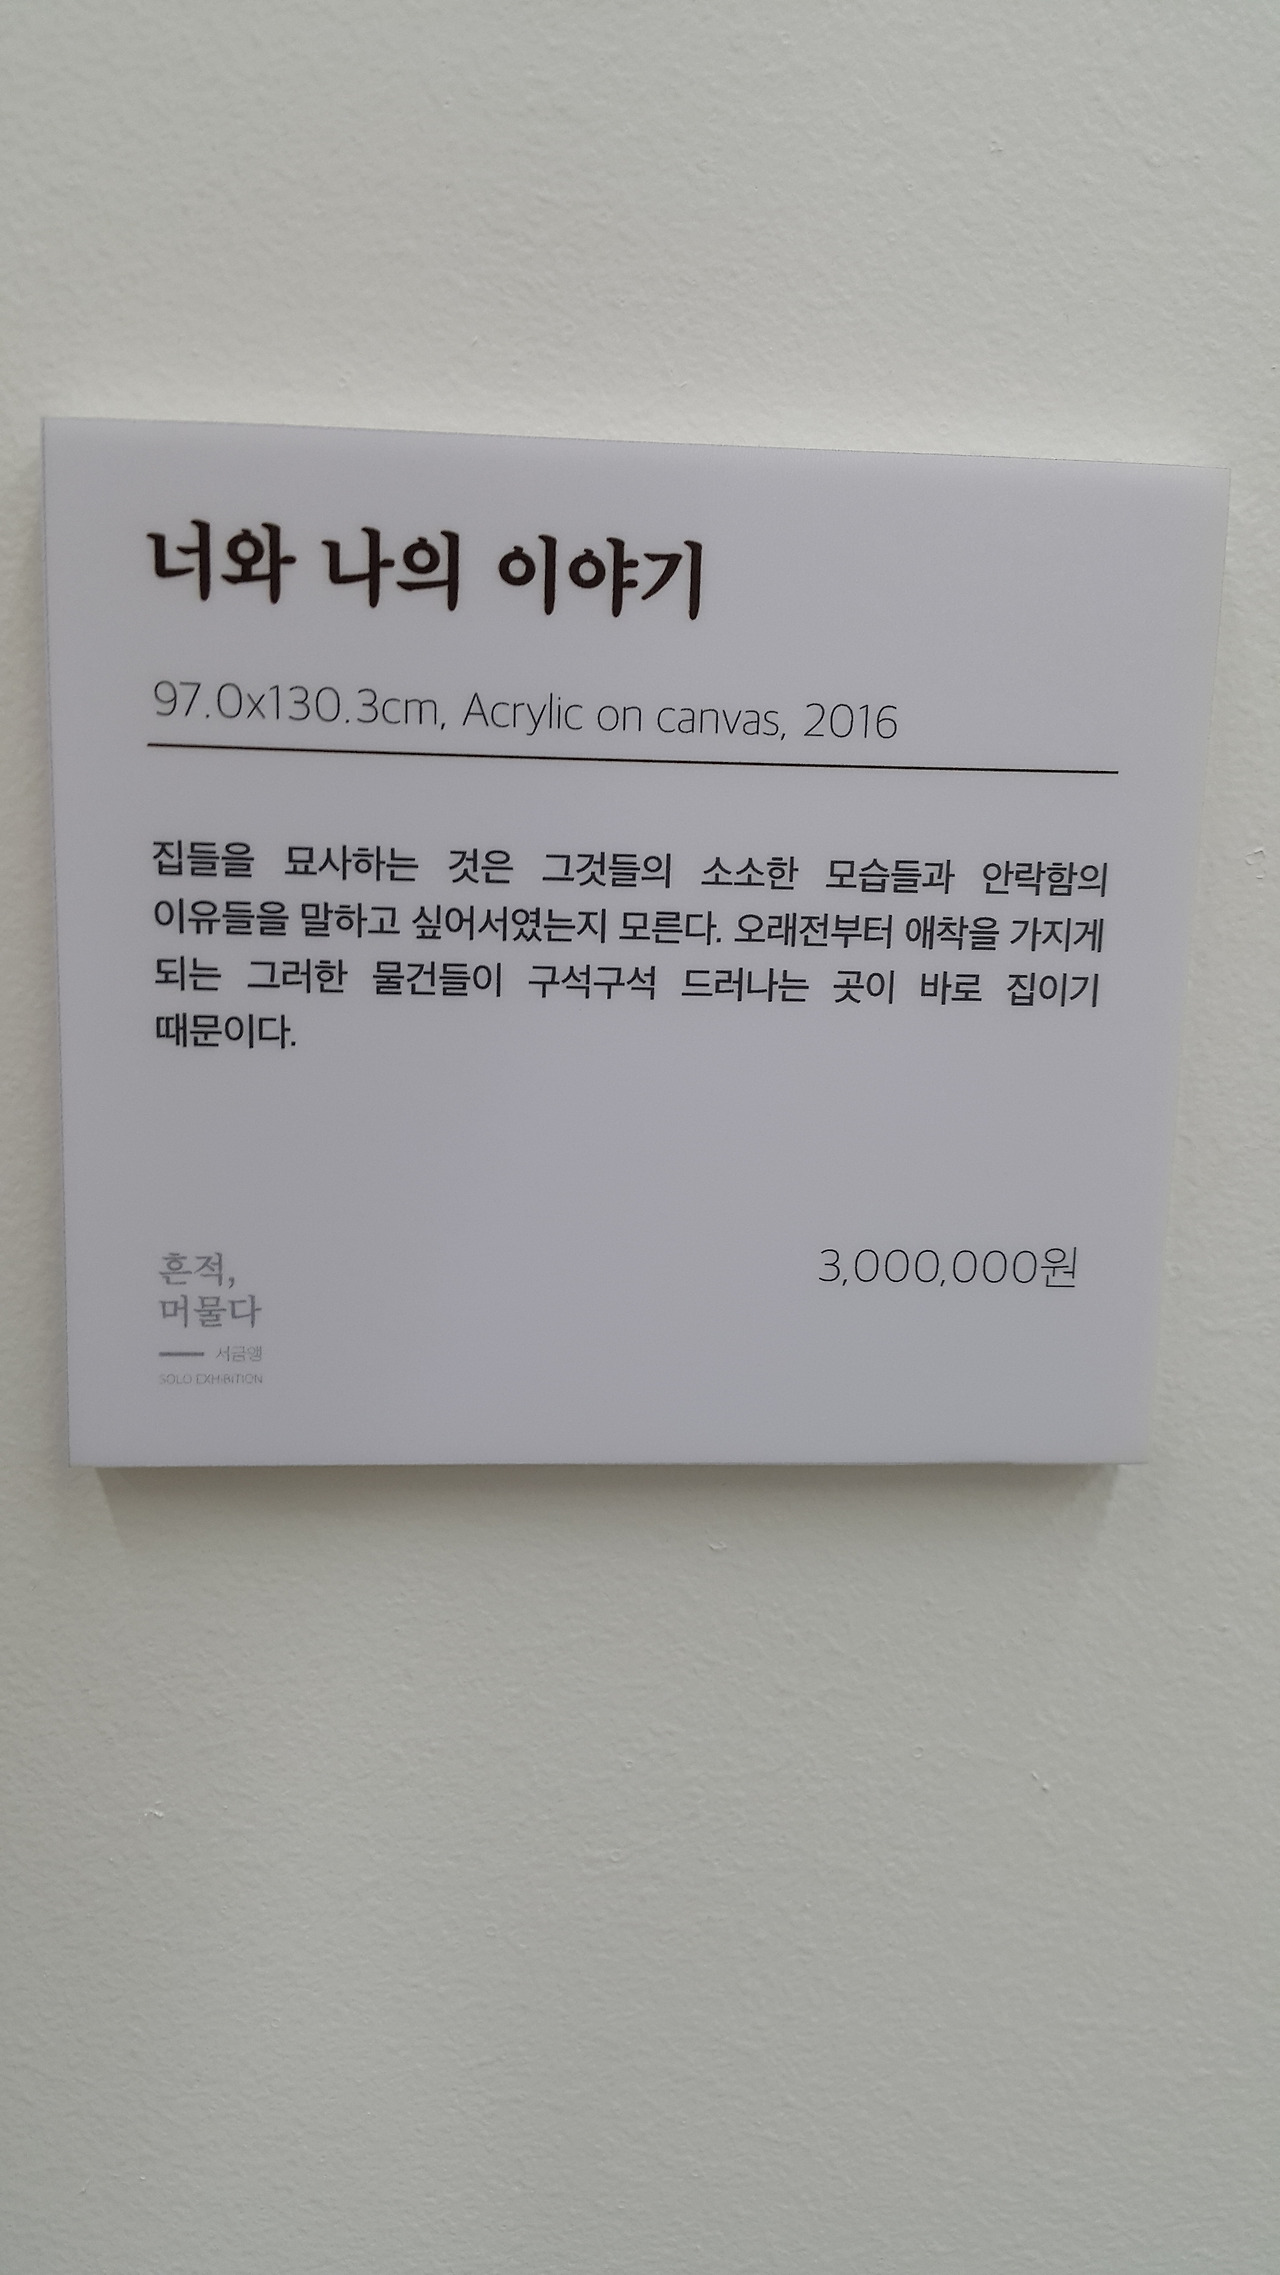 너와 나의 이야기
97.0x130.3cm, Acrylic on canvas, 2016
집들을 묘사하는 것은 그것들의 소소한 모습들과 안락함의
이유들을 말하고 싶어서였는지 모른다. 오래전부터 애착을 가지게
되는 그러한 물건들이 구석구석 드러나는 곳이 바로 집이기
때문이다.
3,000,000원
흔적,
머물다
서금앵
SOLO EXHIBITION